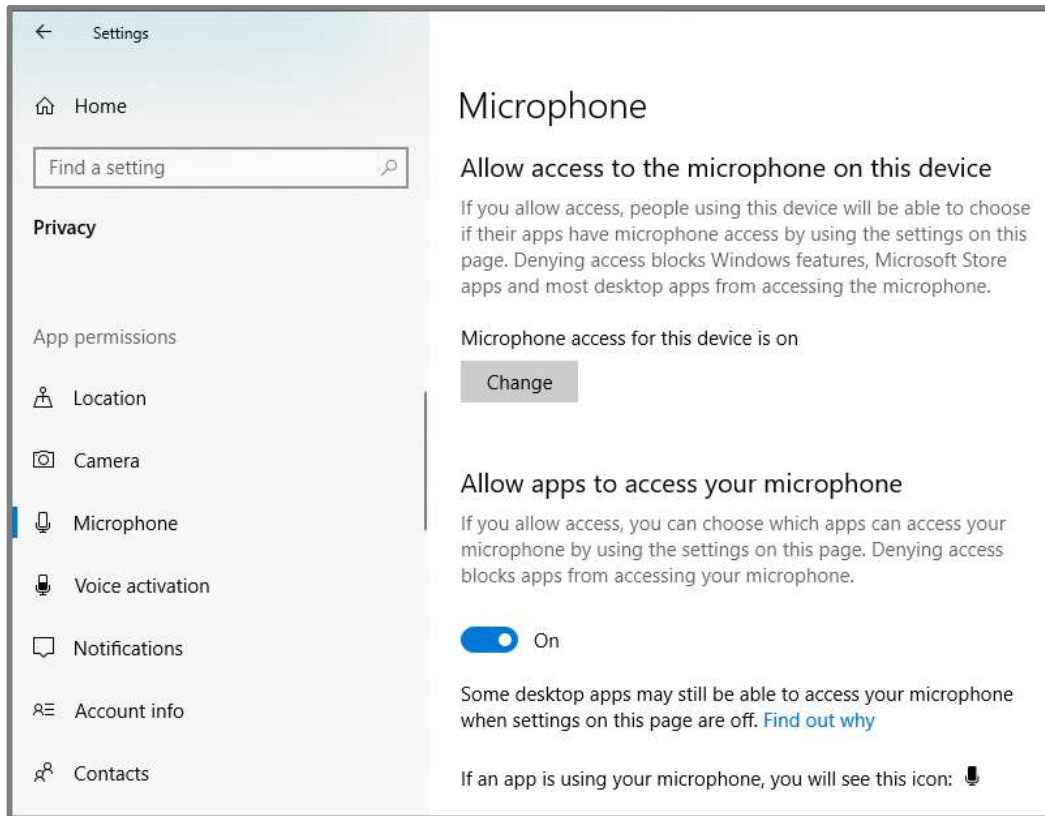 Settings
Home
Find a setting
Privacy
App permissions
Location
Camera
Microphone
Voice activation
Notifications
Account info
Contacts
Microphone
Allow access to the microphone on this device
If you allow access, people using this device will be able to choose
if their apps have microphone access by using the settings on this
page. Denying access blocks Windows features, Microsoft Store
apps and most desktop apps from accessing the microphone.
Microphone access for this device is on
Change
Allow apps to access your microphone
If you allow access, you can choose which apps can access your
microphone by using the settings on this page. Denying access
blocks apps from accessing your microphone.
On
Some desktop apps may still be able to access your microphone
when settings on this page are off. Find out why
If an app is using your microphone, you will see this icon: